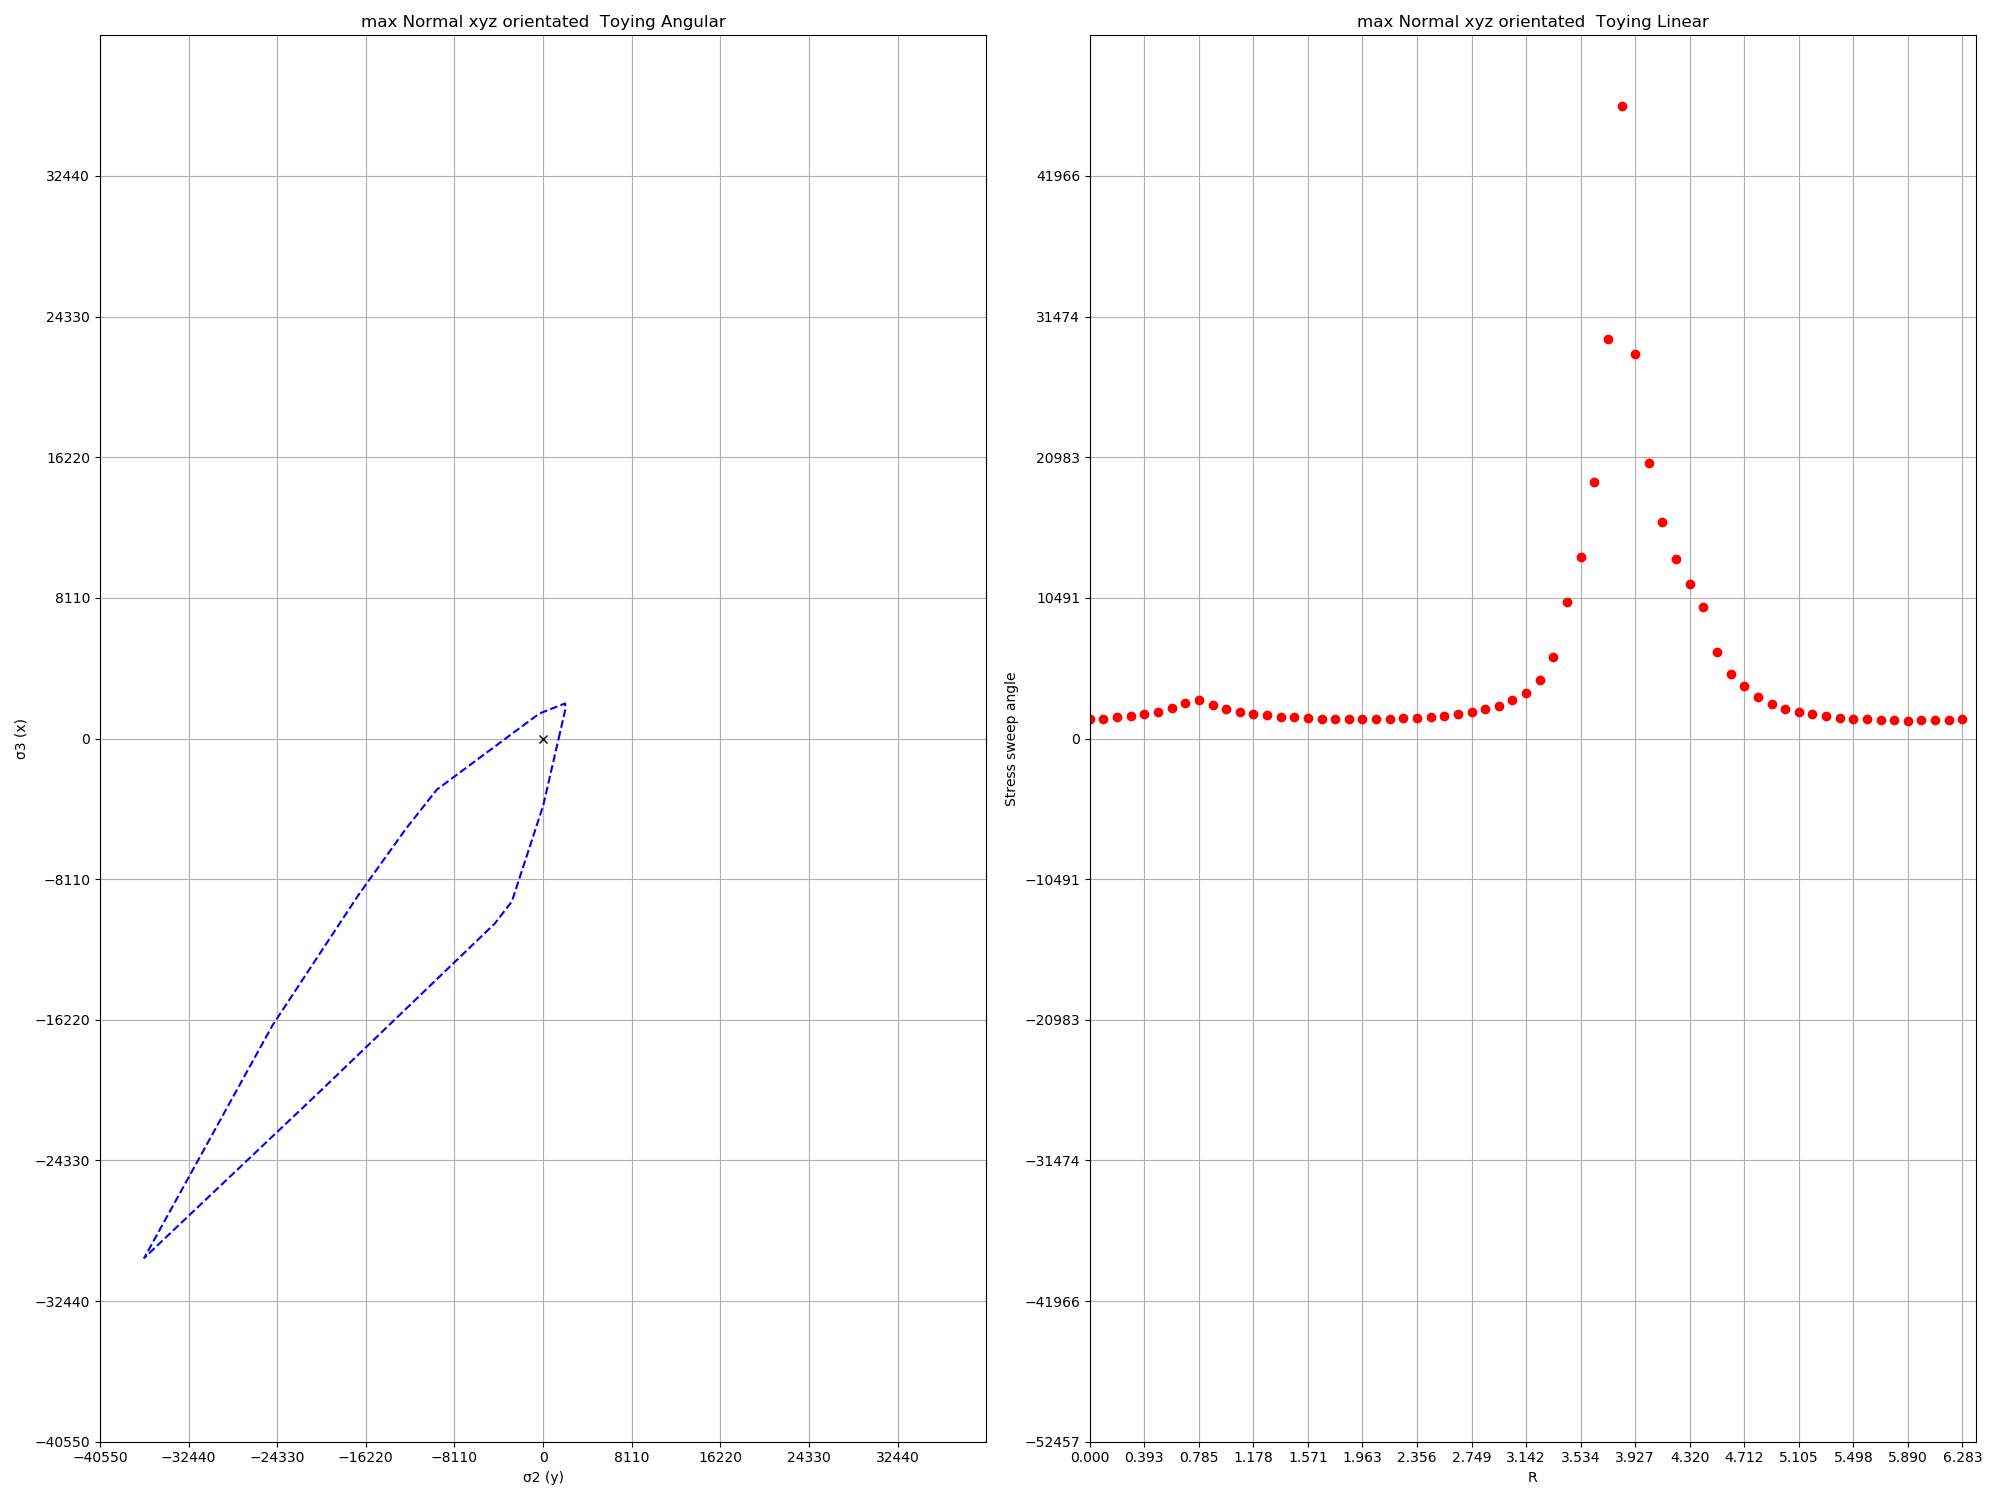 max Normal xyz orientated  Toying Angular
32440
24330
16220
8110
0
−8110
−16220
−24330
−32440
−40550
σ3 (x)
−40550 −32440 −24330 −16220 −8110 0 8110 16220 24330 32440
σ2 (y)
max Normal xyz orientated  Toying Linear
41966
31474
20983
10491
0
−10491
−20983
−31474
−41966
−52457
Stress sweep angle
0.000 0.393 0.785 1.178 1.571 1.963 2.356 2.749 3.142 3.534 3.927 4.320 4.712 5.105 5.498 5.890 6.283
R